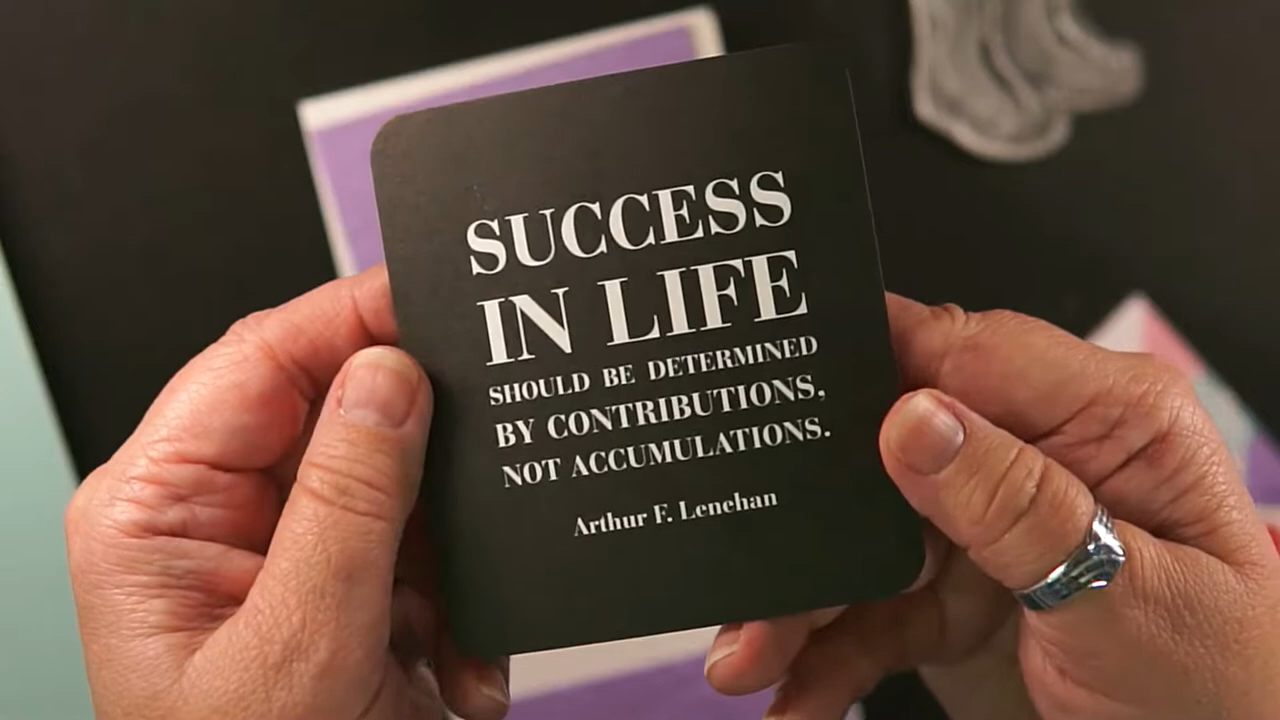 SUCCESS
IN LIFE
SHOULD BE DETERMINED
BY CONTRIBUTIONS,
NOT ACCUMULATIONS.
Arthur F. Lenehan